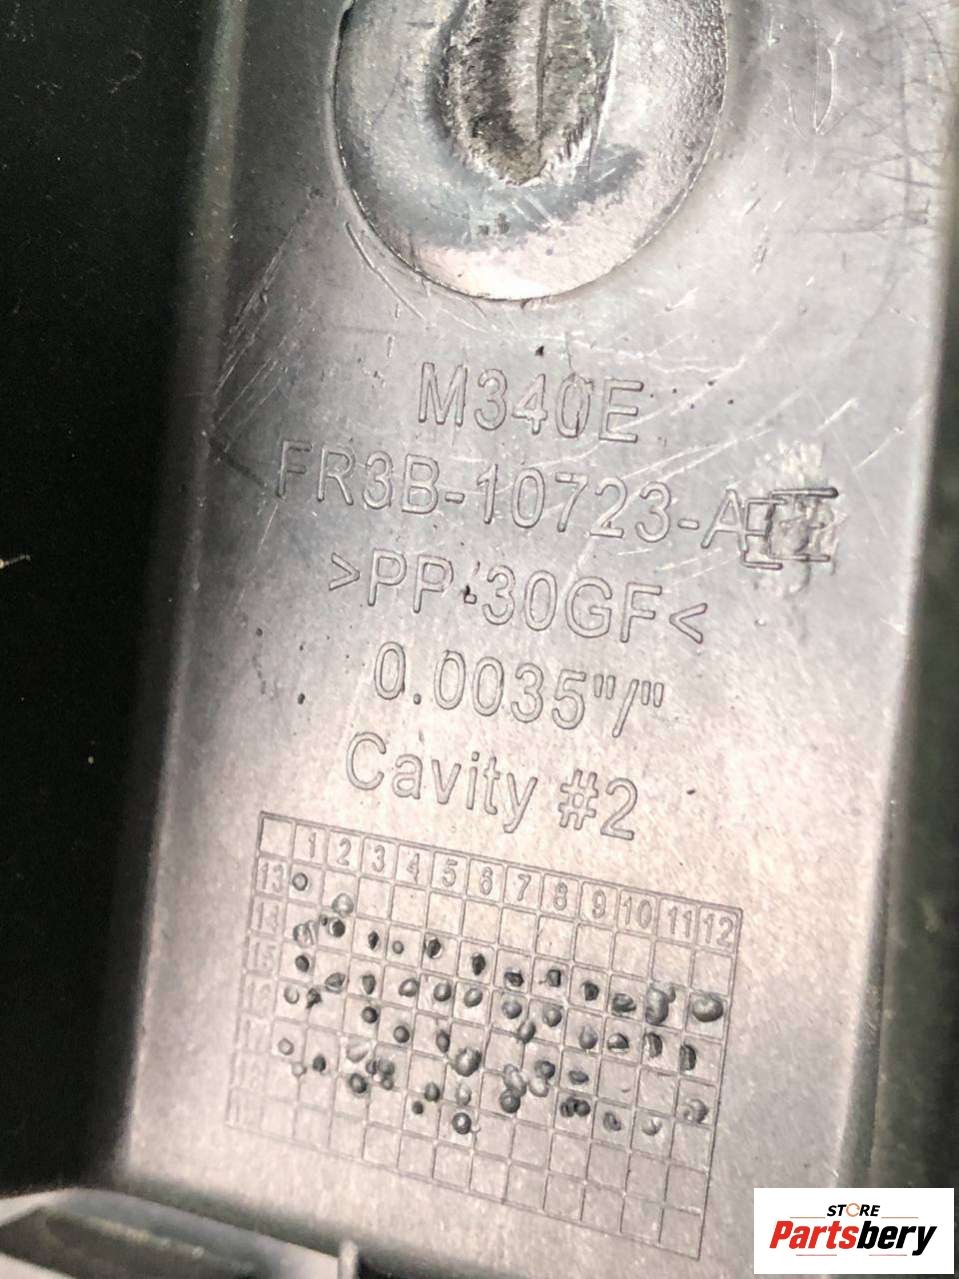 M340E
FR3B-10723-A
>PP-30GF<
0.0035"/"
Cavity #2
1 2 3 4 5 6 7 8 9 10 11 12
13
14
15
16
17
STORE
Partsbery